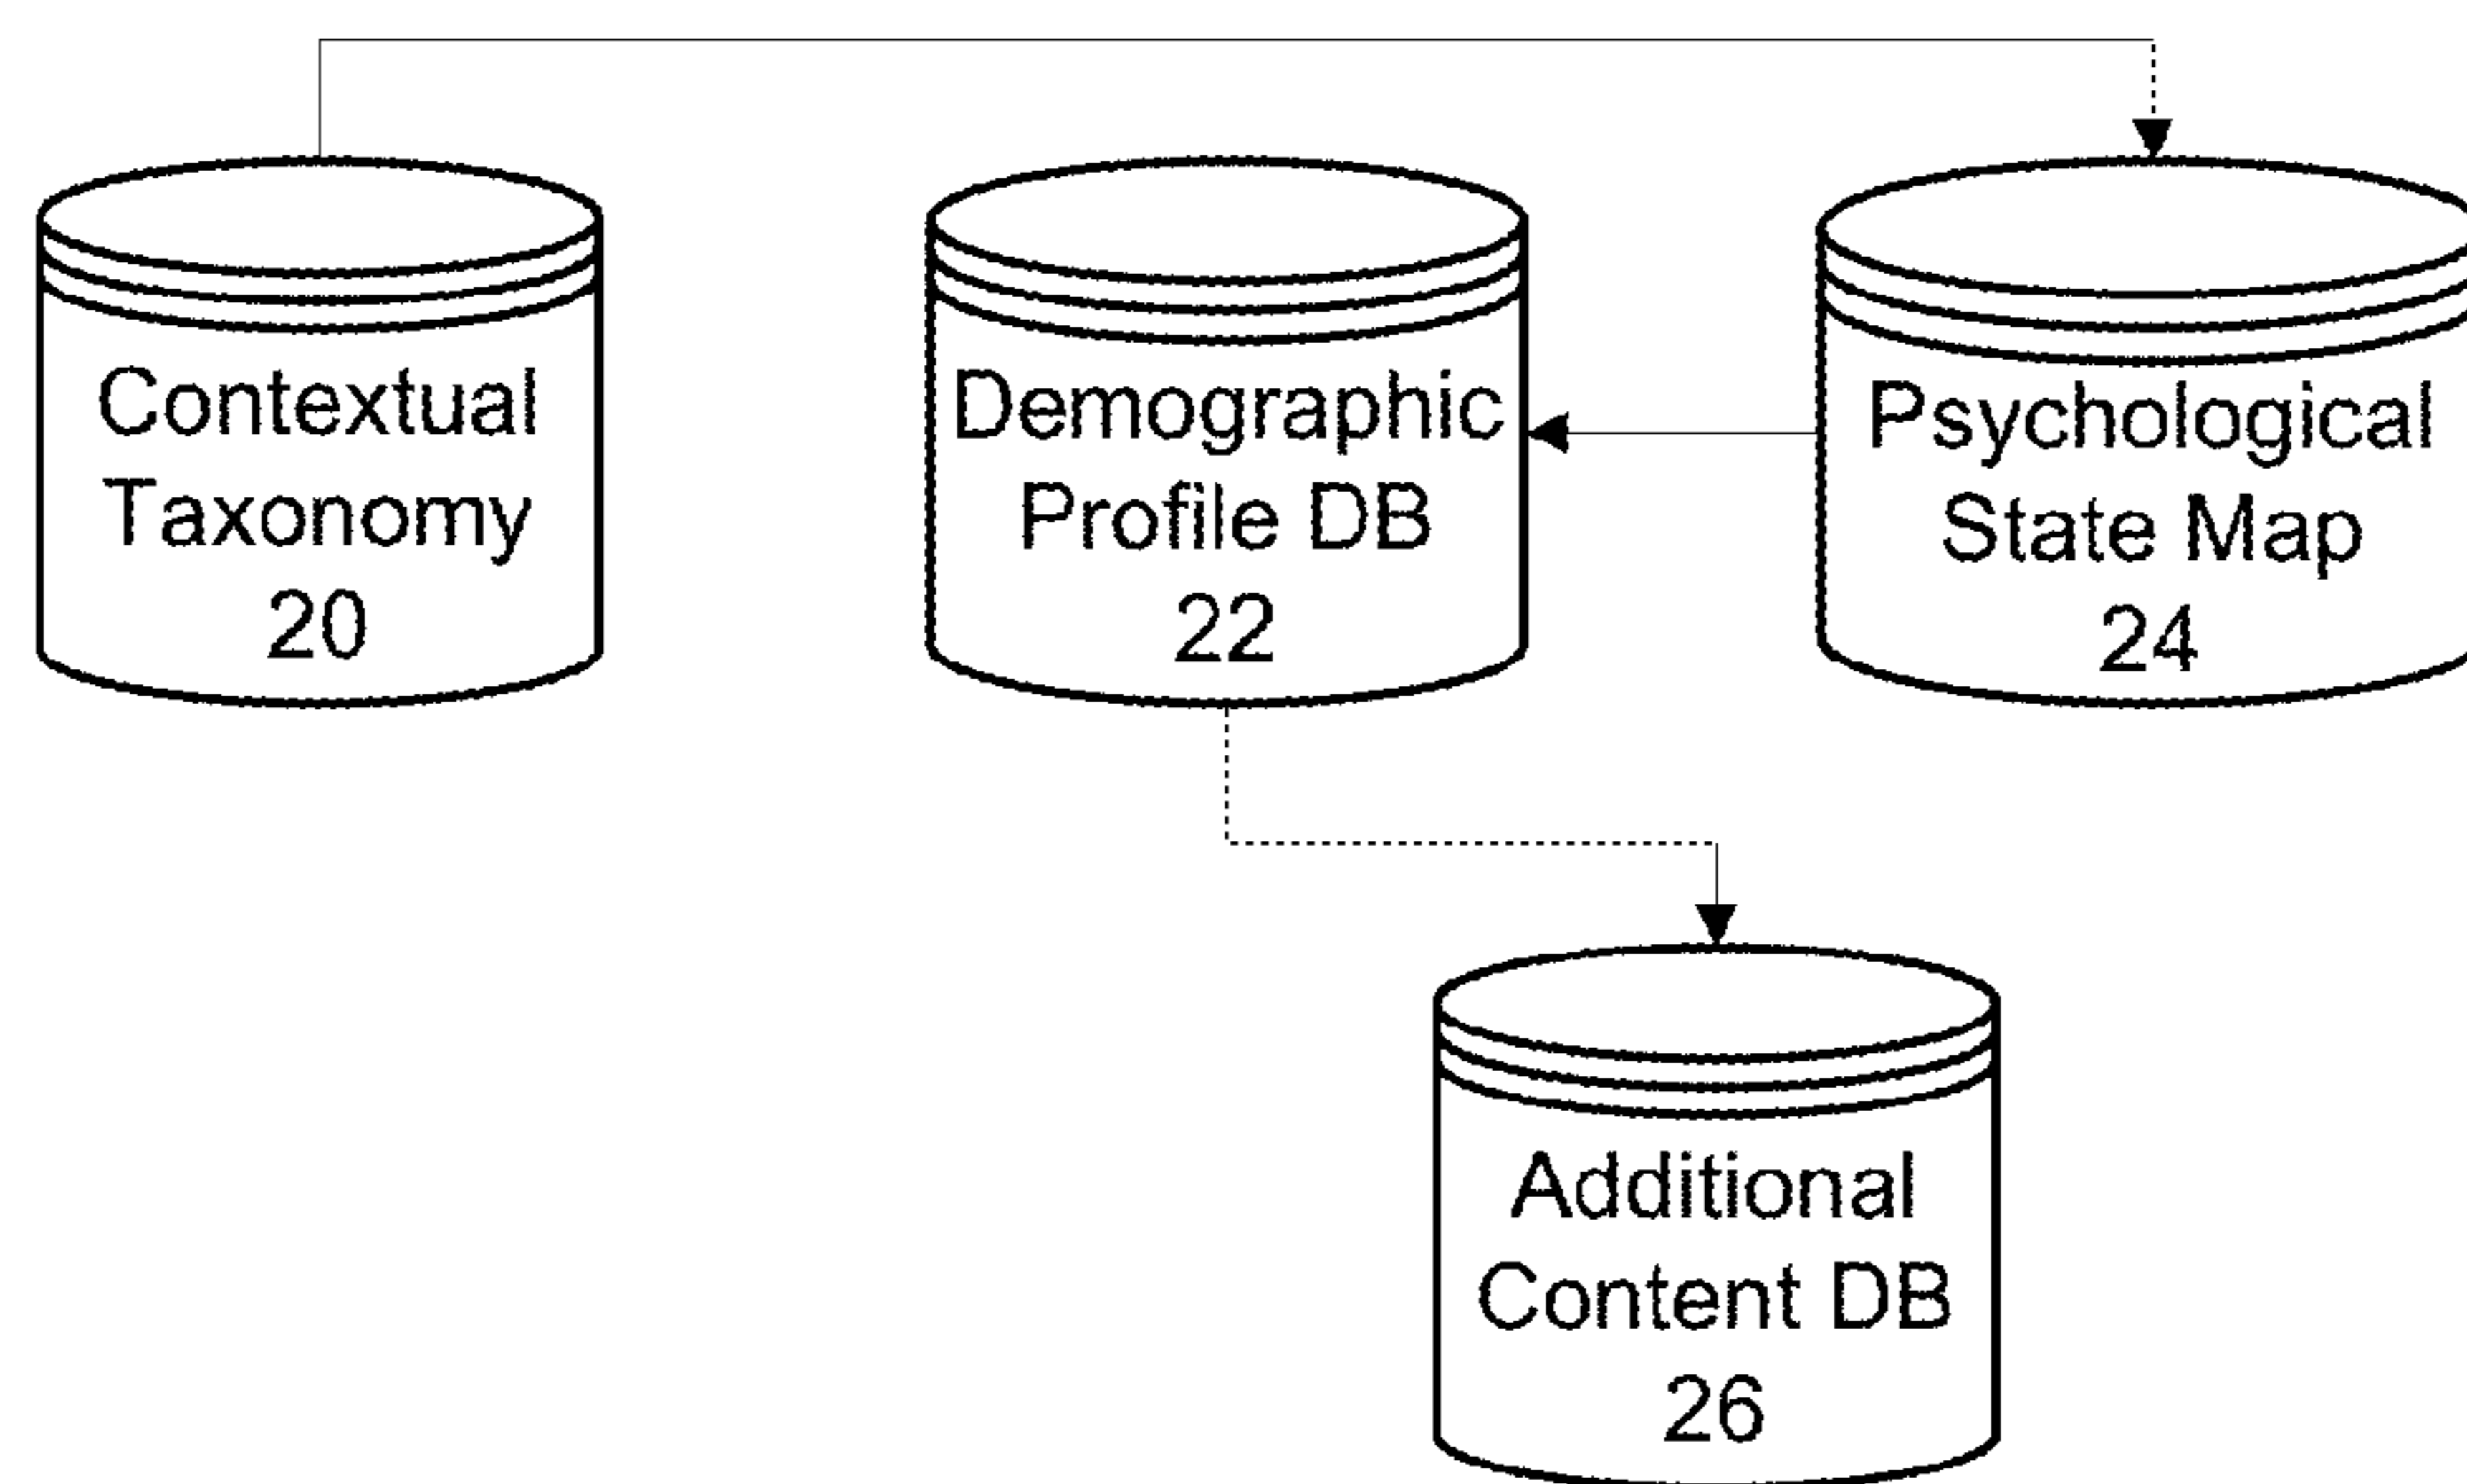 Contextual
Taxonomy
20
Demographic
Profile DB
22
Psychological
State Map
24
Additional
Content DB
26